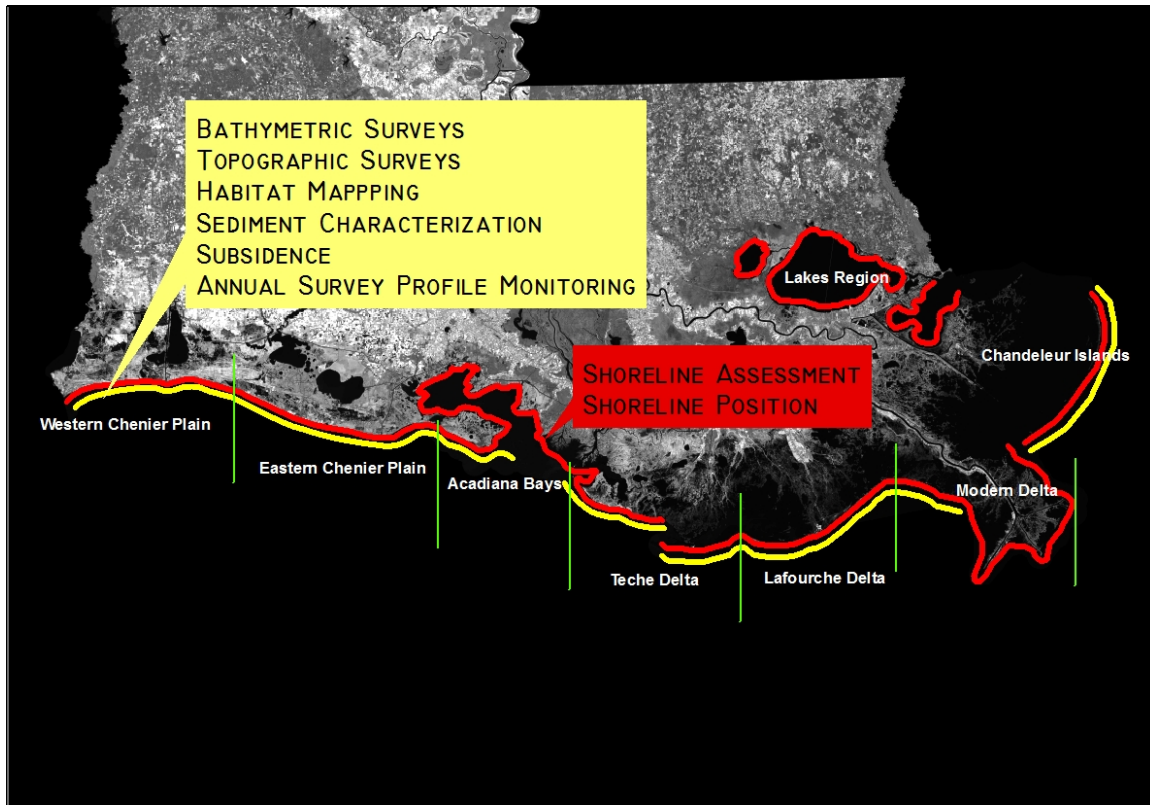 BATHYMETRIC SURVEYS
TOPOGRAPHIC SURVEYS
HABITAT MAPPPING
SEDIMENT CHARACTERIZATION
SUBSIDENCE
ANNUAL SURVEY PROFILE MONITORING
Lakes Region
Chandeleur Islands
SHORELINE ASSESSMENT
SHORELINE POSITION
Western Chenier Plain
Eastern Chenier Plain
Acadiana Bays
Modern Delta
Teche Delta
Lafourche Delta